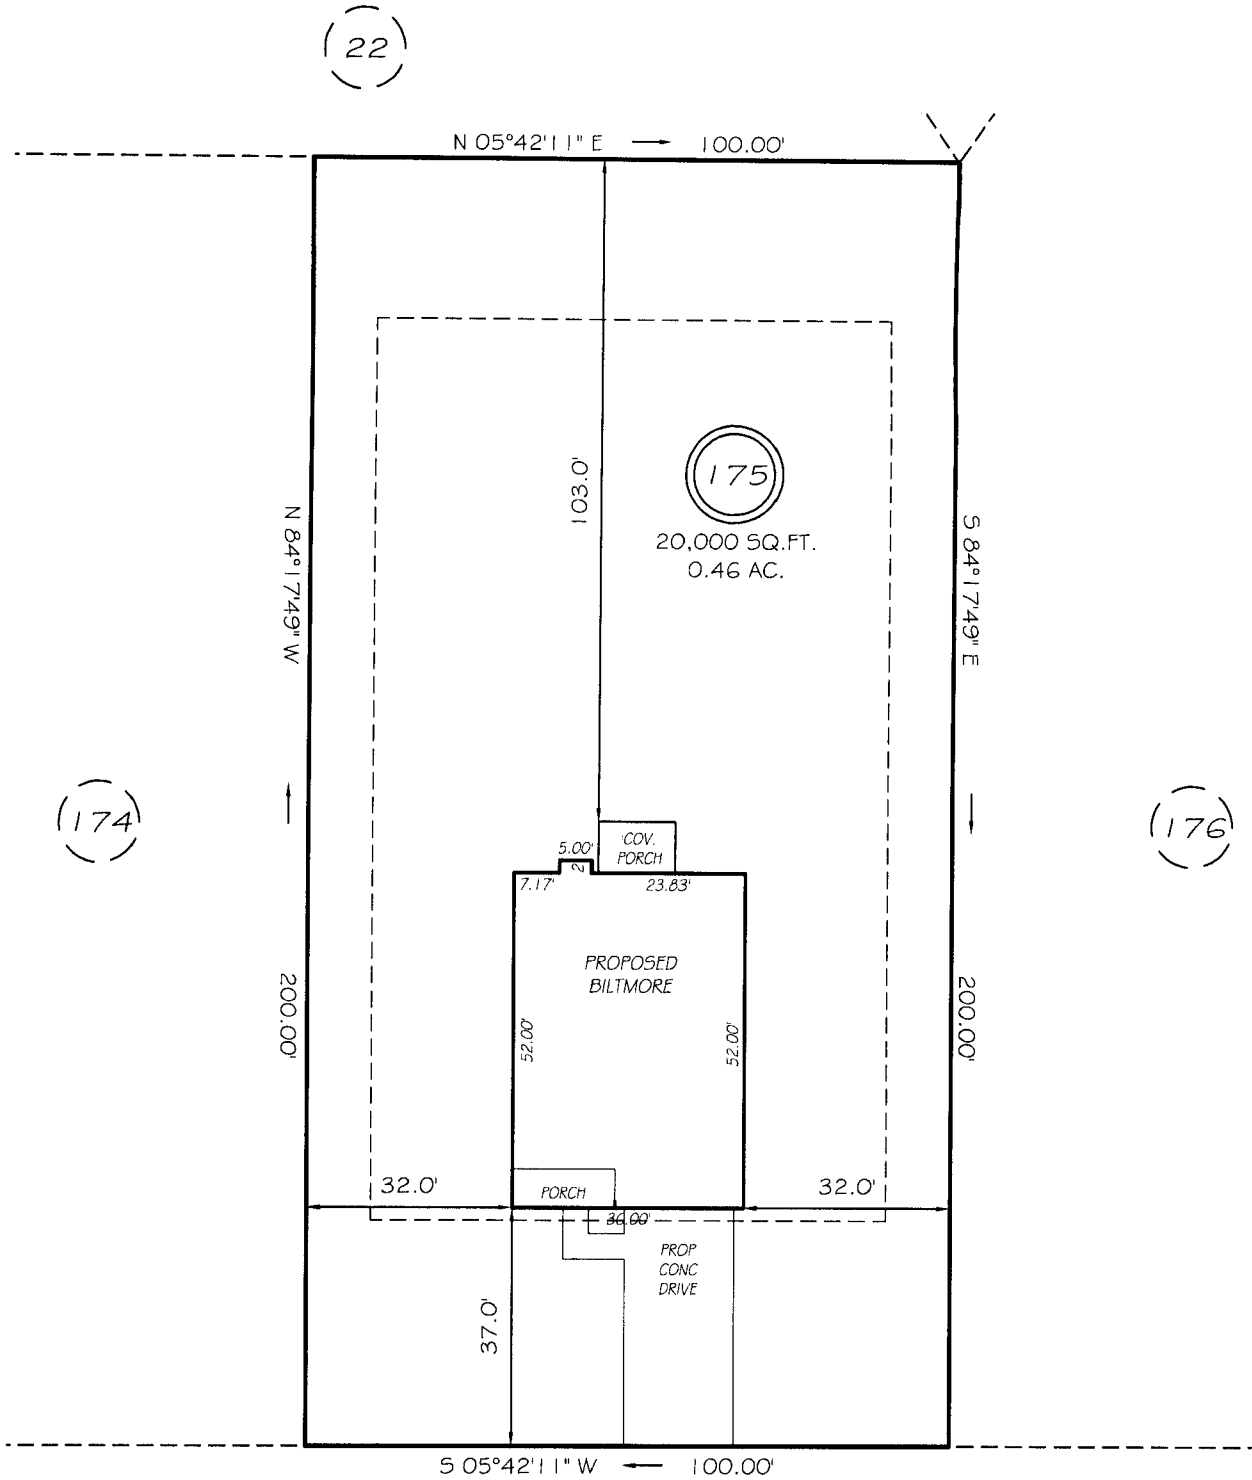 22
N 05°42'11" E 100.00'
103.0'
175
20,000 SQ.FT.
0.46 AC.
N 84°17'49" W
S 84°17'49" E
174
176
COV.
PORCH
5.00'
2'
7.17'
23.83'
PROPOSED
BILTMORE
200.00'
200.00'
52.00'
52.00'
32.0'
32.0'
PORCH
36.00'
PROP
CONC
DRIVE
37.0'
S 05°42'11" W 100.00'